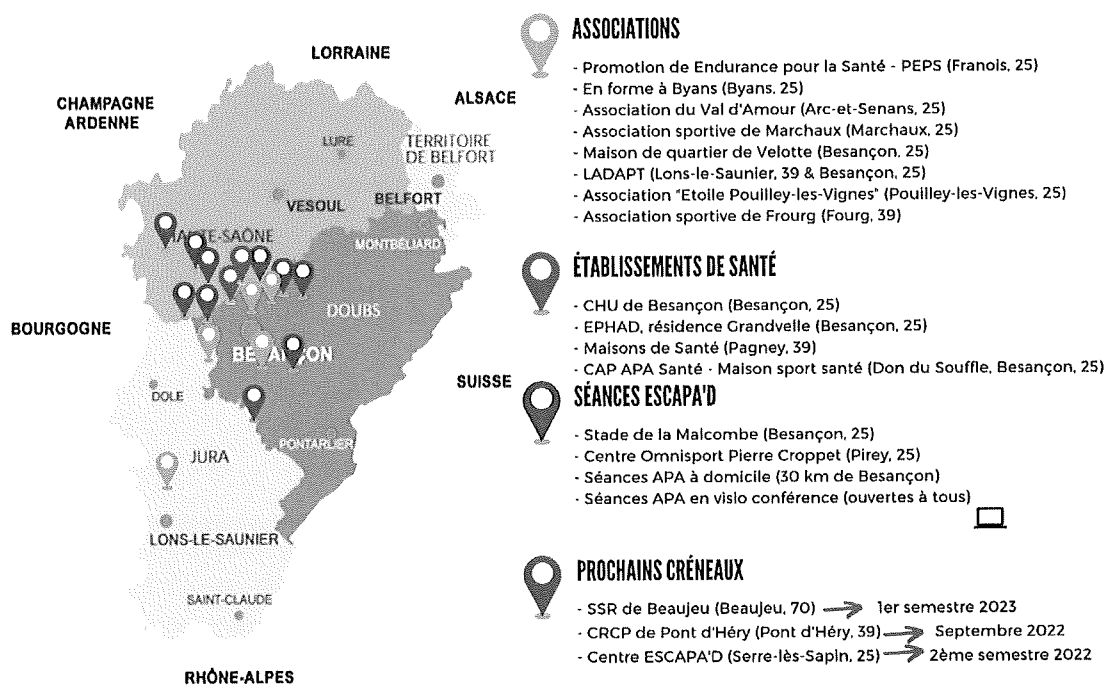 LORRAINE
CHAMPAGNE
ARDENNE
ALSACE
LURE
TERRITOIRE
DE BELFORT
VESOUL
BELFORT
HAUTE-SAÔNE
MONTBÉLIARD
DOUBS
BOURGOGNE
BESANÇON
SUISSE
DOLE
PONTARLIER
JURA
LONS-LE-SAUNIER
SAINT-CLAUDE
RHÔNE-ALPES
ASSOCIATIONS
- Promotion de Endurance pour la Santé - PEPS (Franois, 25)
- En forme à Byans (Byans, 25)
- Association du Val d'Amour (Arc-et-Senans, 25)
- Association sportive de Marchaux (Marchaux, 25)
- Maison de quartier de Velotte (Besançon, 25)
- LADAPT (Lons-le-Saunier, 39 & Besançon, 25)
- Association "Etoile Pouilley-les-Vignes" (Pouilley-les-Vignes, 25)
- Association sportive de Frourg (Fourg, 39)
ÉTABLISSEMENTS DE SANTÉ
- CHU de Besançon (Besançon, 25)
- EPHAD, résidence Grandvelle (Besançon, 25)
- Maisons de Santé (Pagney, 39)
- CAP APA Santé - Maison sport santé (Don du Souffle, Besançon, 25)
SÉANCES ESCAPA'D
- Stade de la Malcombe (Besançon, 25)
- Centre Omnisport Pierre Croppet (Pirey, 25)
- Séances APA à domicile (30 km de Besançon)
- Séances APA en visio conférence (ouvertes à tous)
PROCHAINS CRÉNEAUX
- SSR de Beaujeu (Beaujeu, 70) → 1er semestre 2023
- CRCP de Pont d'Héry (Pont d'Héry, 39) → Septembre 2022
- Centre ESCAPA'D (Serre-lès-Sapin, 25) → 2ème semestre 2022